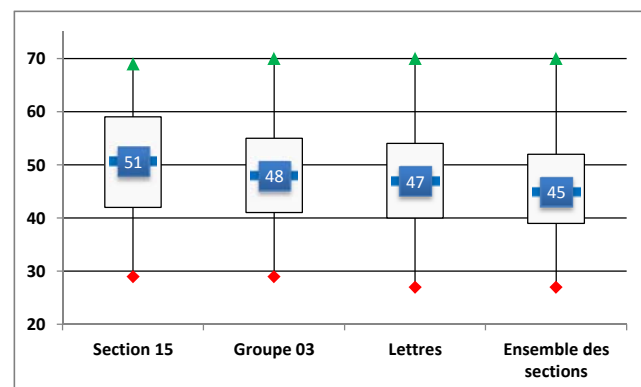 70
60
50
40
30
20
51
48
47
45
Section 15
Groupe 03
Lettres
Ensemble des
sections